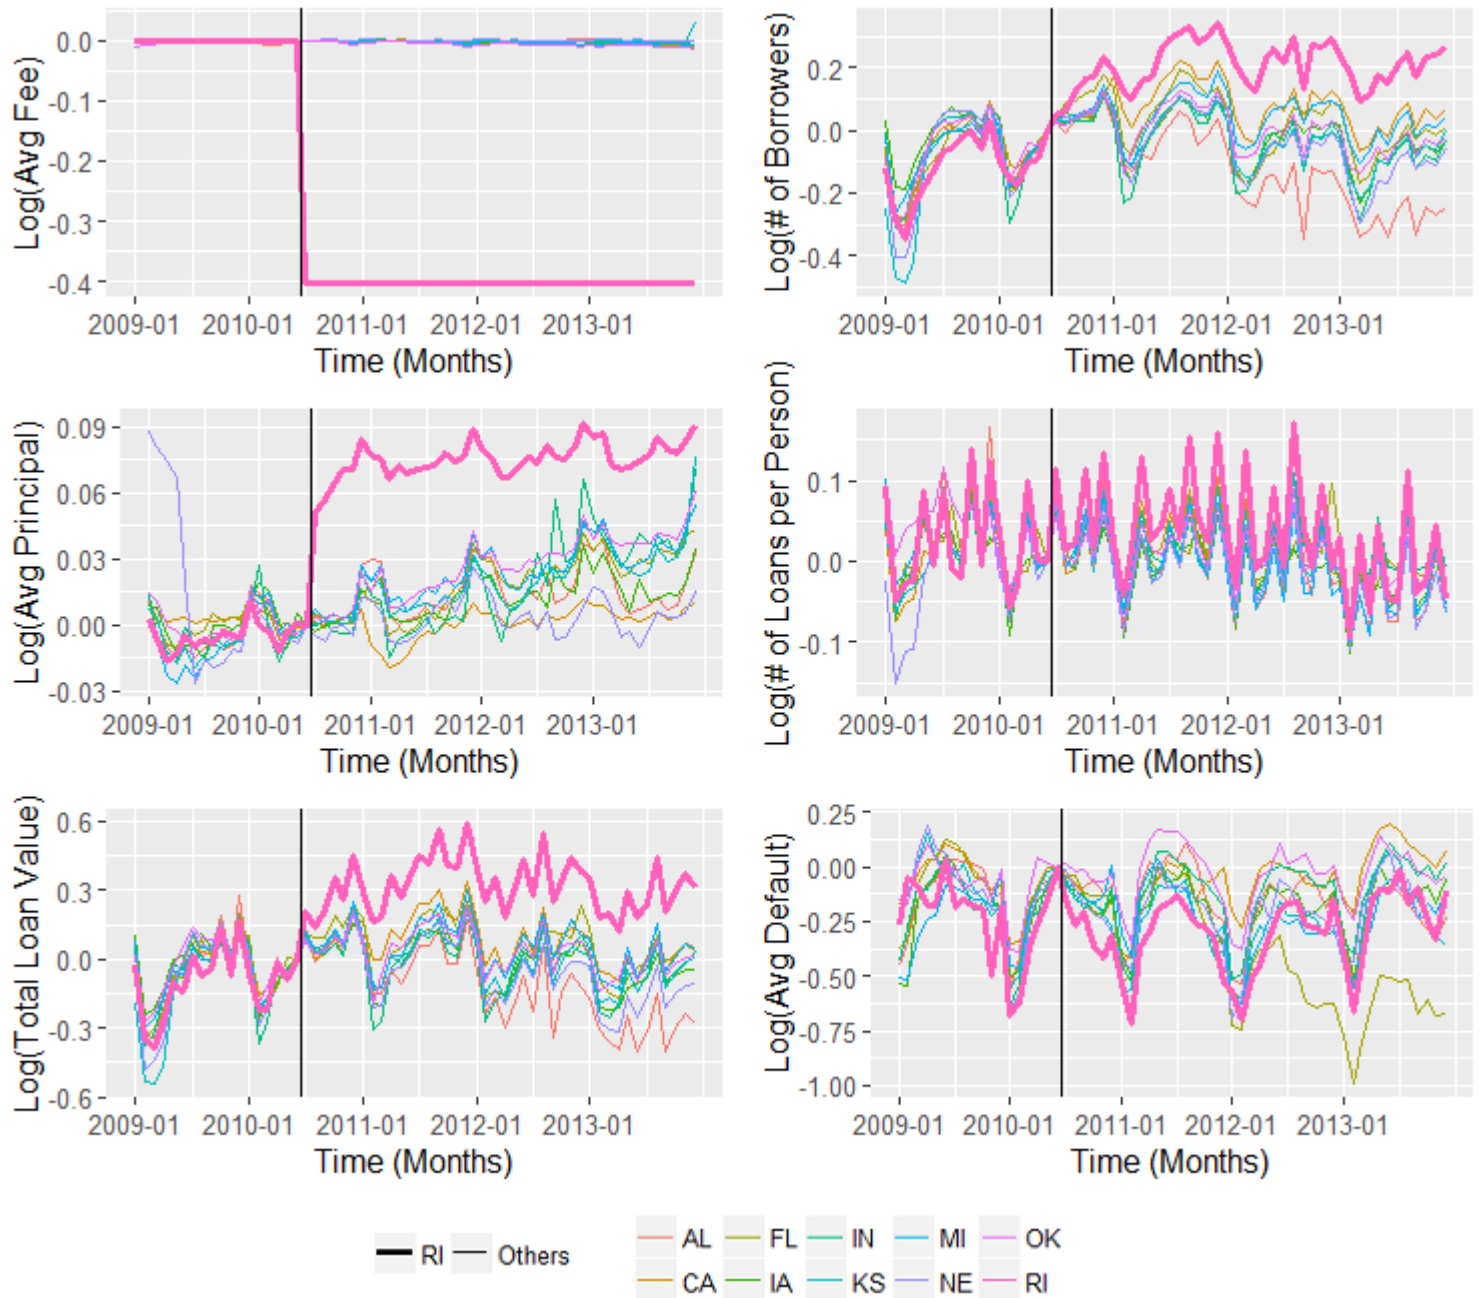 Log(Avg Fee)
0.0
-0.1
-0.2
-0.3
-0.4
2009-01 2010-01 2011-01 2012-01 2013-01
Time (Months)
Log(# of Borrowers)
0.2
0.0
-0.2
-0.4
2009-01 2010-01 2011-01 2012-01 2013-01
Time (Months)
Log(Avg Principal)
0.09
0.06
0.03
0.00
-0.03
2009-01 2010-01 2011-01 2012-01 2013-01
Time (Months)
Log(# of Loans per Person)
0.1
0.0
-0.1
2009-01 2010-01 2011-01 2012-01 2013-01
Time (Months)
Log(Total Loan Value)
0.6
0.3
0.0
-0.3
-0.6
2009-01 2010-01 2011-01 2012-01 2013-01
Time (Months)
Log(Avg Default)
0.25
0.00
-0.25
-0.50
-0.75
-1.00
2009-01 2010-01 2011-01 2012-01 2013-01
Time (Months)
RI Others
AL FL IN MI OK
CA IA KS NE RI